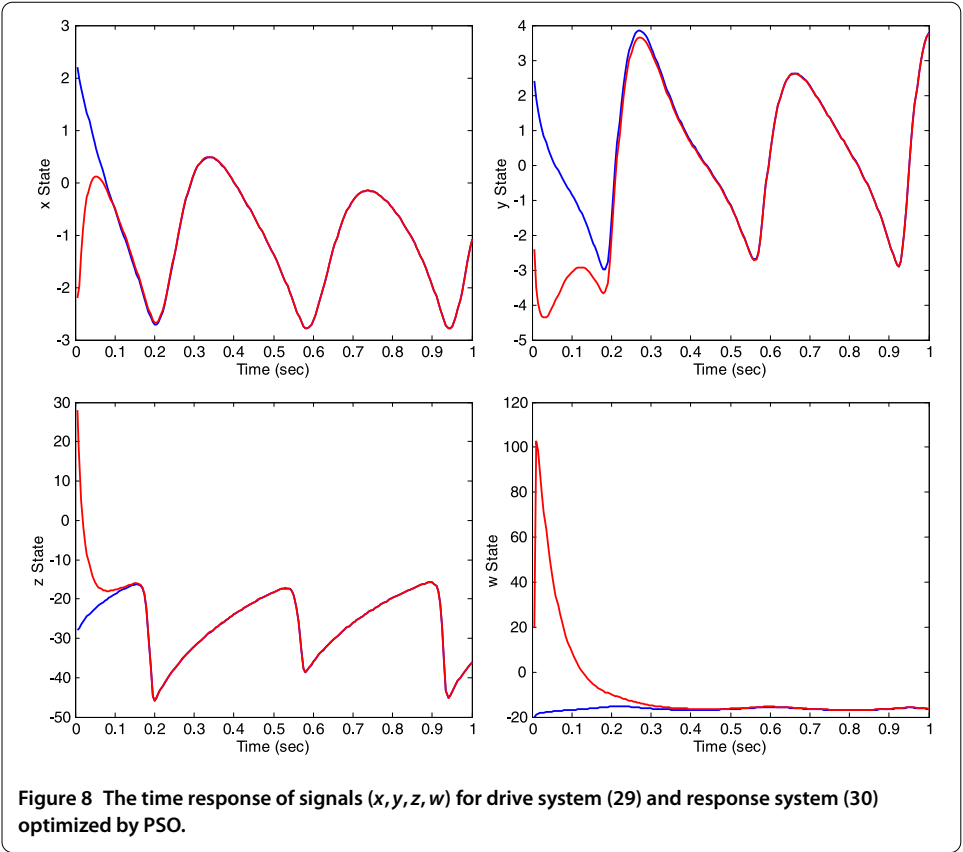 3
2
1
0
-1
-2
-3
x State
0 0.1 0.2 0.3 0.4 0.5 0.6 0.7 0.8 0.9 1
Time (sec)
4
3
2
1
0
-1
-2
-3
-4
-5
y State
0 0.1 0.2 0.3 0.4 0.5 0.6 0.7 0.8 0.9 1
Time (sec)
30
20
10
0
-10
-20
-30
-40
-50
z State
0 0.1 0.2 0.3 0.4 0.5 0.6 0.7 0.8 0.9 1
Time (sec)
120
100
80
60
40
20
0
-20
w State
0 0.1 0.2 0.3 0.4 0.5 0.6 0.7 0.8 0.9 1
Time (sec)
Figure 8 The time response of signals (x, y, z, w) for drive system (29) and response system (30)
optimized by PSO.